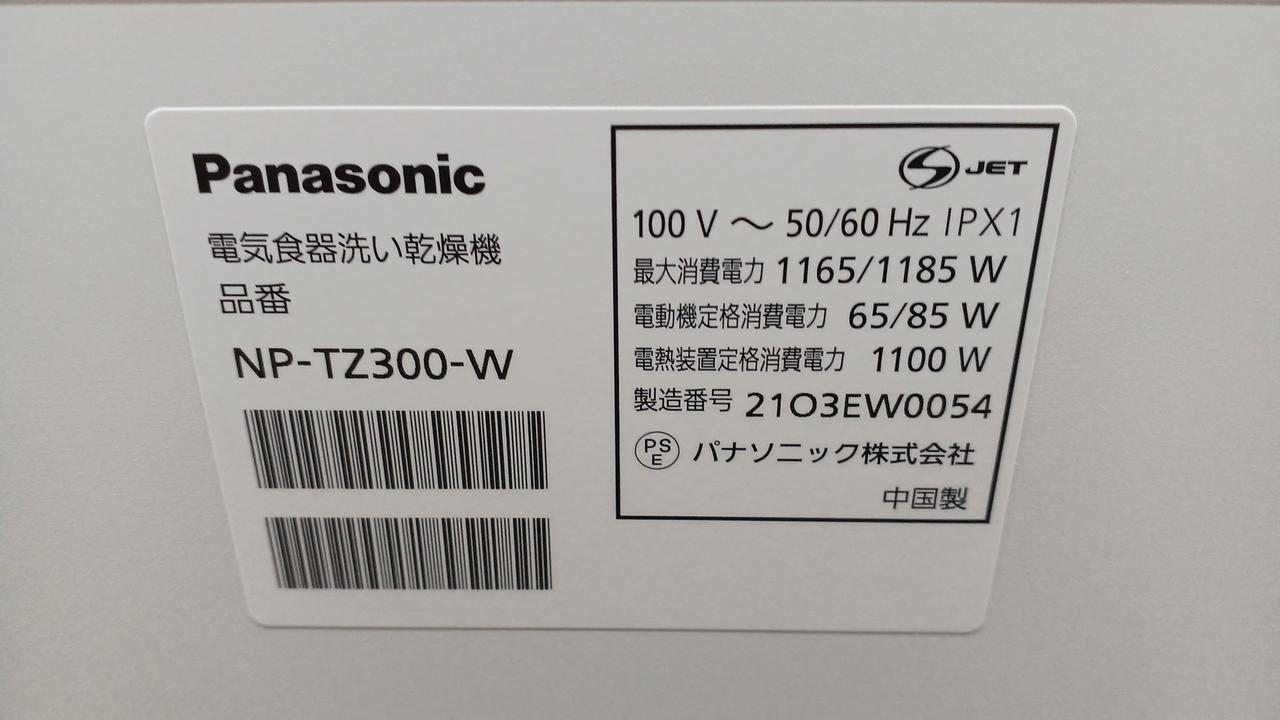 Panasonic
電気食器洗い乾燥機
品番
NP-TZ300-W
JET
100 V ～ 50/60 Hz IPX1
最大消費電力 1165/1185 W
電動機定格消費電力 65/85 W
電熱装置定格消費電力 1100 W
製造番号 21O3EW0054
PS
E
パナソニック株式会社
中国製